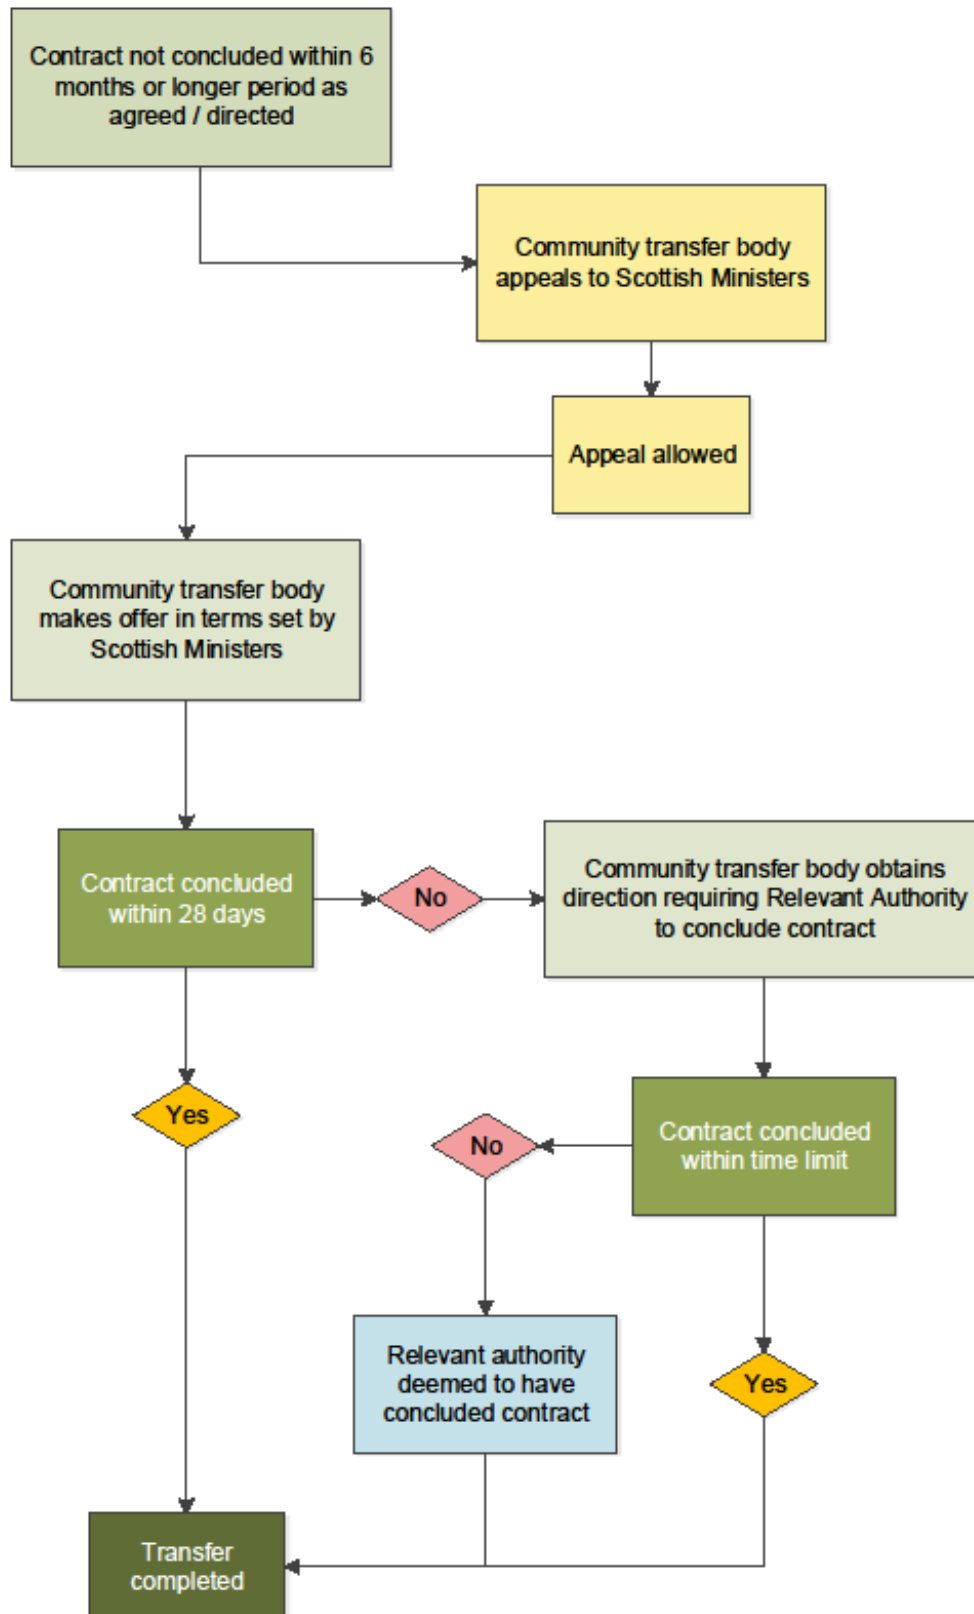 Contract not concluded within 6
months or longer period as
agreed / directed
Community transfer body
appeals to Scottish Ministers
Appeal allowed
Community transfer body
makes offer in terms set by
Scottish Ministers
Contract concluded
within 28 days
No
Community transfer body obtains
direction requiring Relevant Authority
to conclude contract
Yes
No
Contract concluded
within time limit
Relevant authority
deemed to have
concluded contract
Yes
Transfer
completed